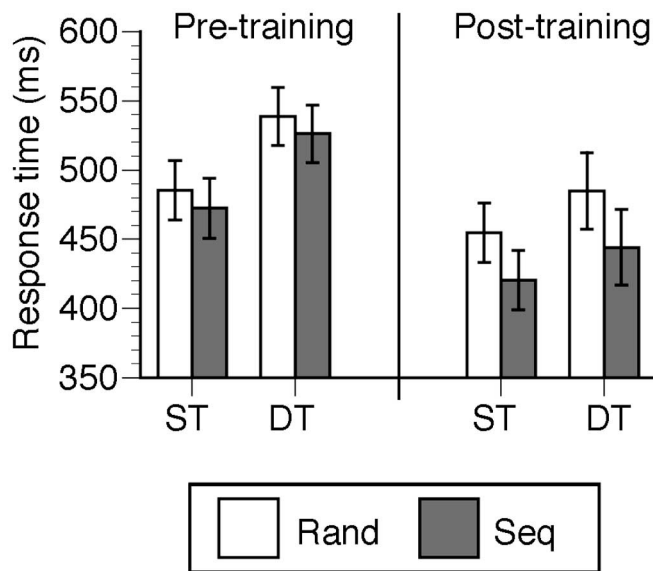 Pre-training
Post-training
Response time (ms)
600
550
500
450
400
350
ST
DT
ST
DT
Rand
Seq